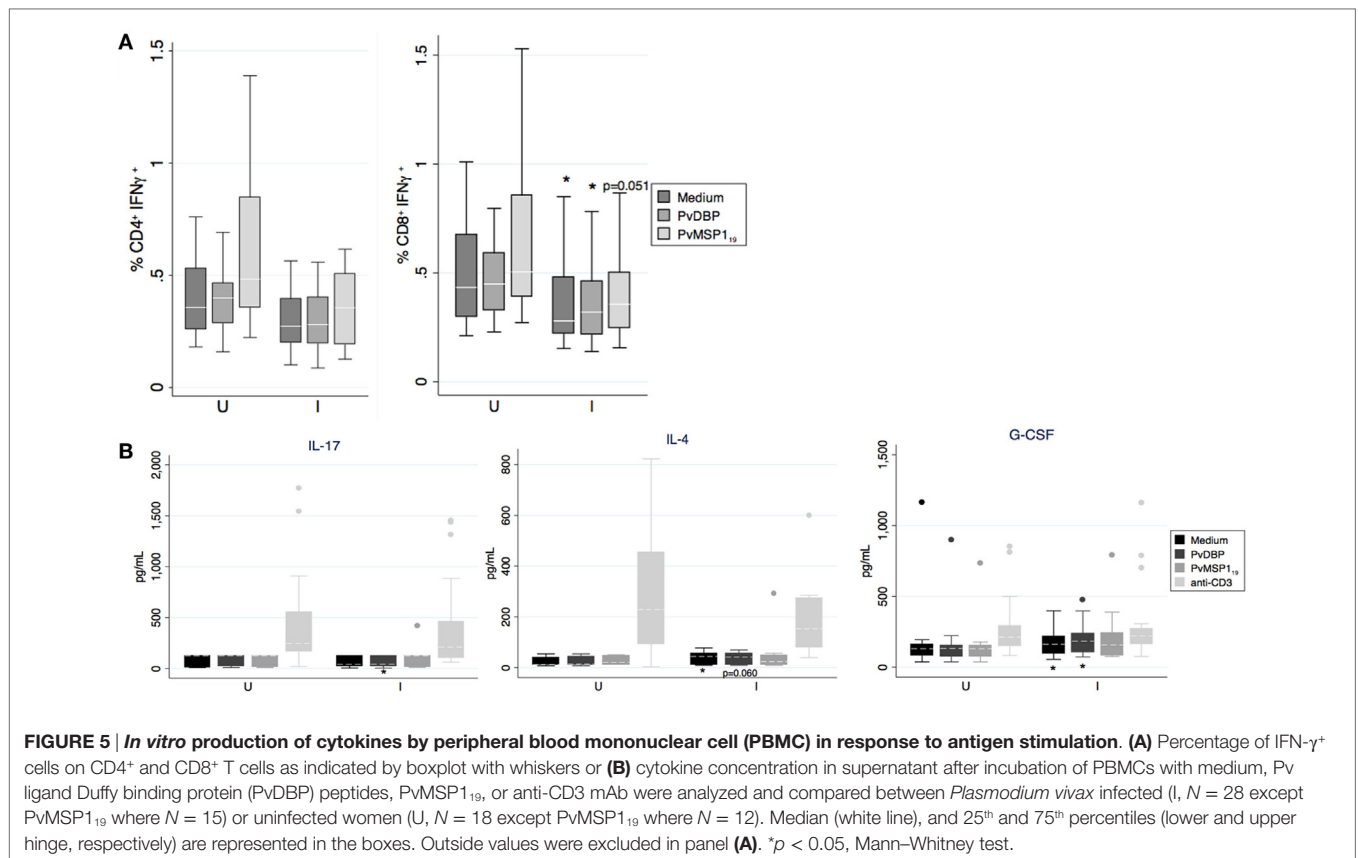 A
% CD4+ IFNγ+
1.5
1
.5
0
U I
% CD8+ IFNγ +
1.5
1
.5
0
* * p=0.051
U I
Medium
PvDBP
PvMSP1₁₉
B
IL-17
pg/mL
2,000
1,500
1,000
500
0
*
U I
IL-4
pg/mL
800
600
400
200
0
* p=0.060
U I
G-CSF
pg/mL
1,500
1,000
500
0
* *
U I
Medium
PvDBP
PvMSP1₁₉
anti-CD3
FIGURE 5 | In vitro production of cytokines by peripheral blood mononuclear cell (PBMC) in response to antigen stimulation. (A) Percentage of IFN-γ+
cells on CD4+ and CD8+ T cells as indicated by boxplot with whiskers or (B) cytokine concentration in supernatant after incubation of PBMCs with medium, Pv
ligand Duffy binding protein (PvDBP) peptides, PvMSP1₁₉, or anti-CD3 mAb were analyzed and compared between Plasmodium vivax infected (I, N = 28 except
PvMSP1₁₉ where N = 15) or uninfected women (U, N = 18 except PvMSP1₁₉ where N = 12). Median (white line), and 25th and 75th percentiles (lower and upper
hinge, respectively) are represented in the boxes. Outside values were excluded in panel (A). *p < 0.05, Mann–Whitney test.